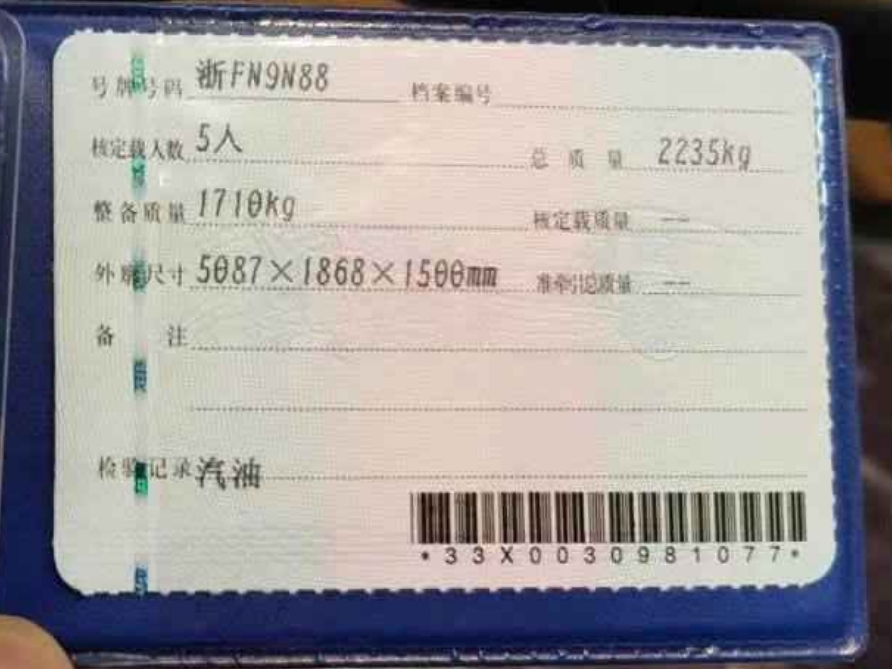 号牌号码 浙FN9N88 档案编号
核定载人数 5人 总质量 2235kg
整备质量 1710kg 核定载质量 --
外廓尺寸 5087×1868×1500mm 准牵引总质量 --
备注
检验记录 汽油
*33X0030981077*